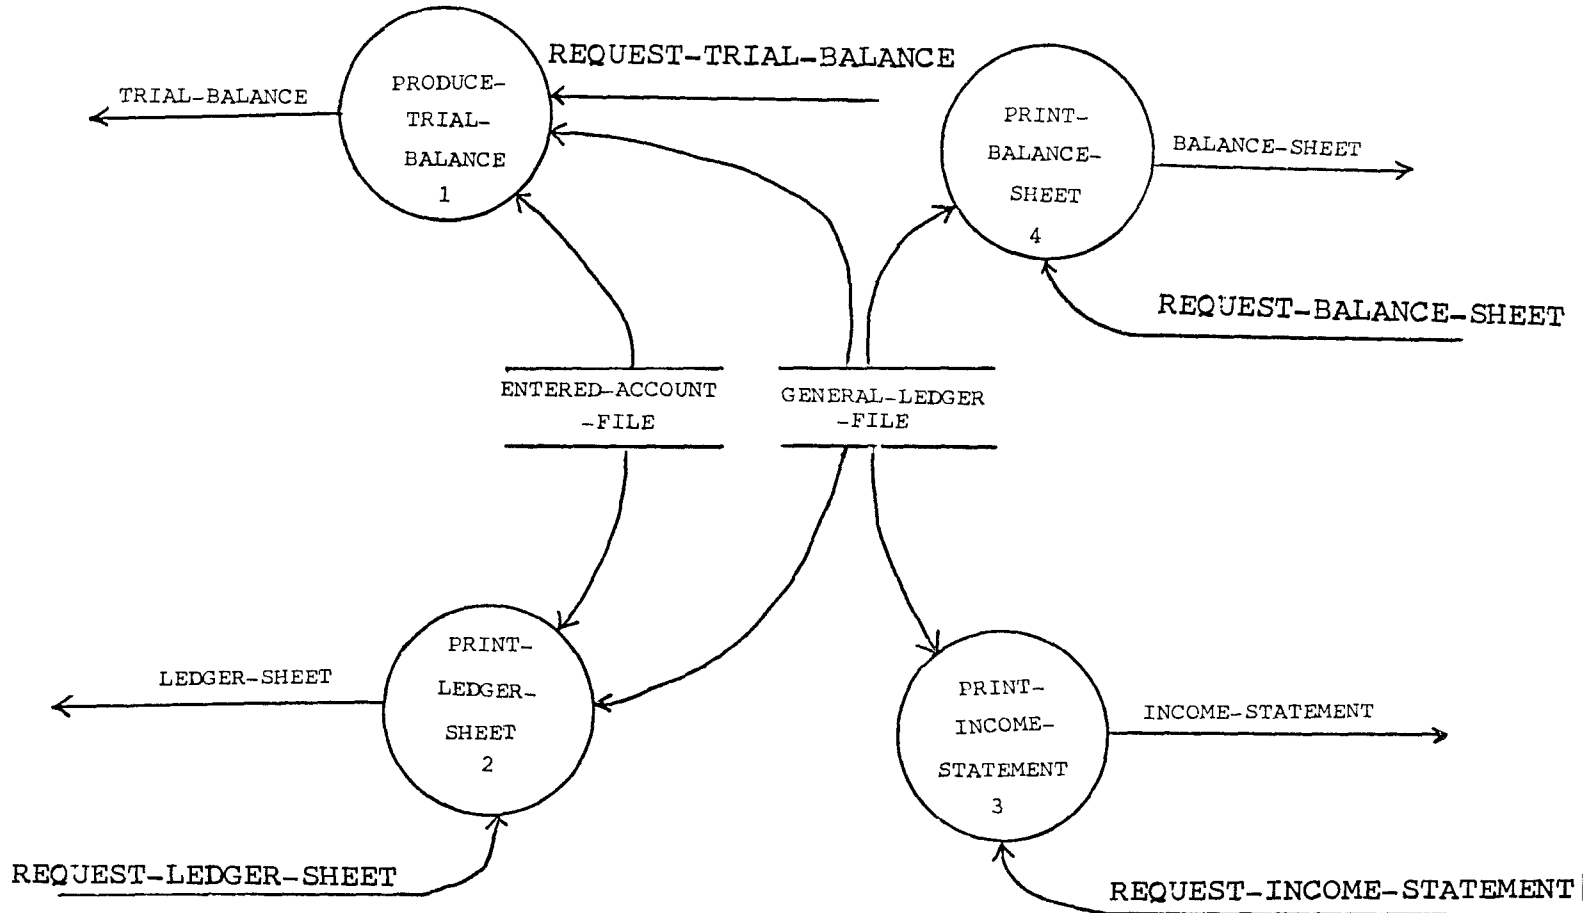 REQUEST-TRIAL-BALANCE
TRIAL-BALANCE
PRODUCE-
TRIAL-
BALANCE
1
PRINT-
BALANCE-
SHEET
4
BALANCE-SHEET
REQUEST-BALANCE-SHEET
ENTERED-ACCOUNT
-FILE
GENERAL-LEDGER
-FILE
LEDGER-SHEET
PRINT-
LEDGER-
SHEET
2
REQUEST-LEDGER-SHEET
PRINT-
INCOME-
STATEMENT
3
INCOME-STATEMENT
REQUEST-INCOME-STATEMENT